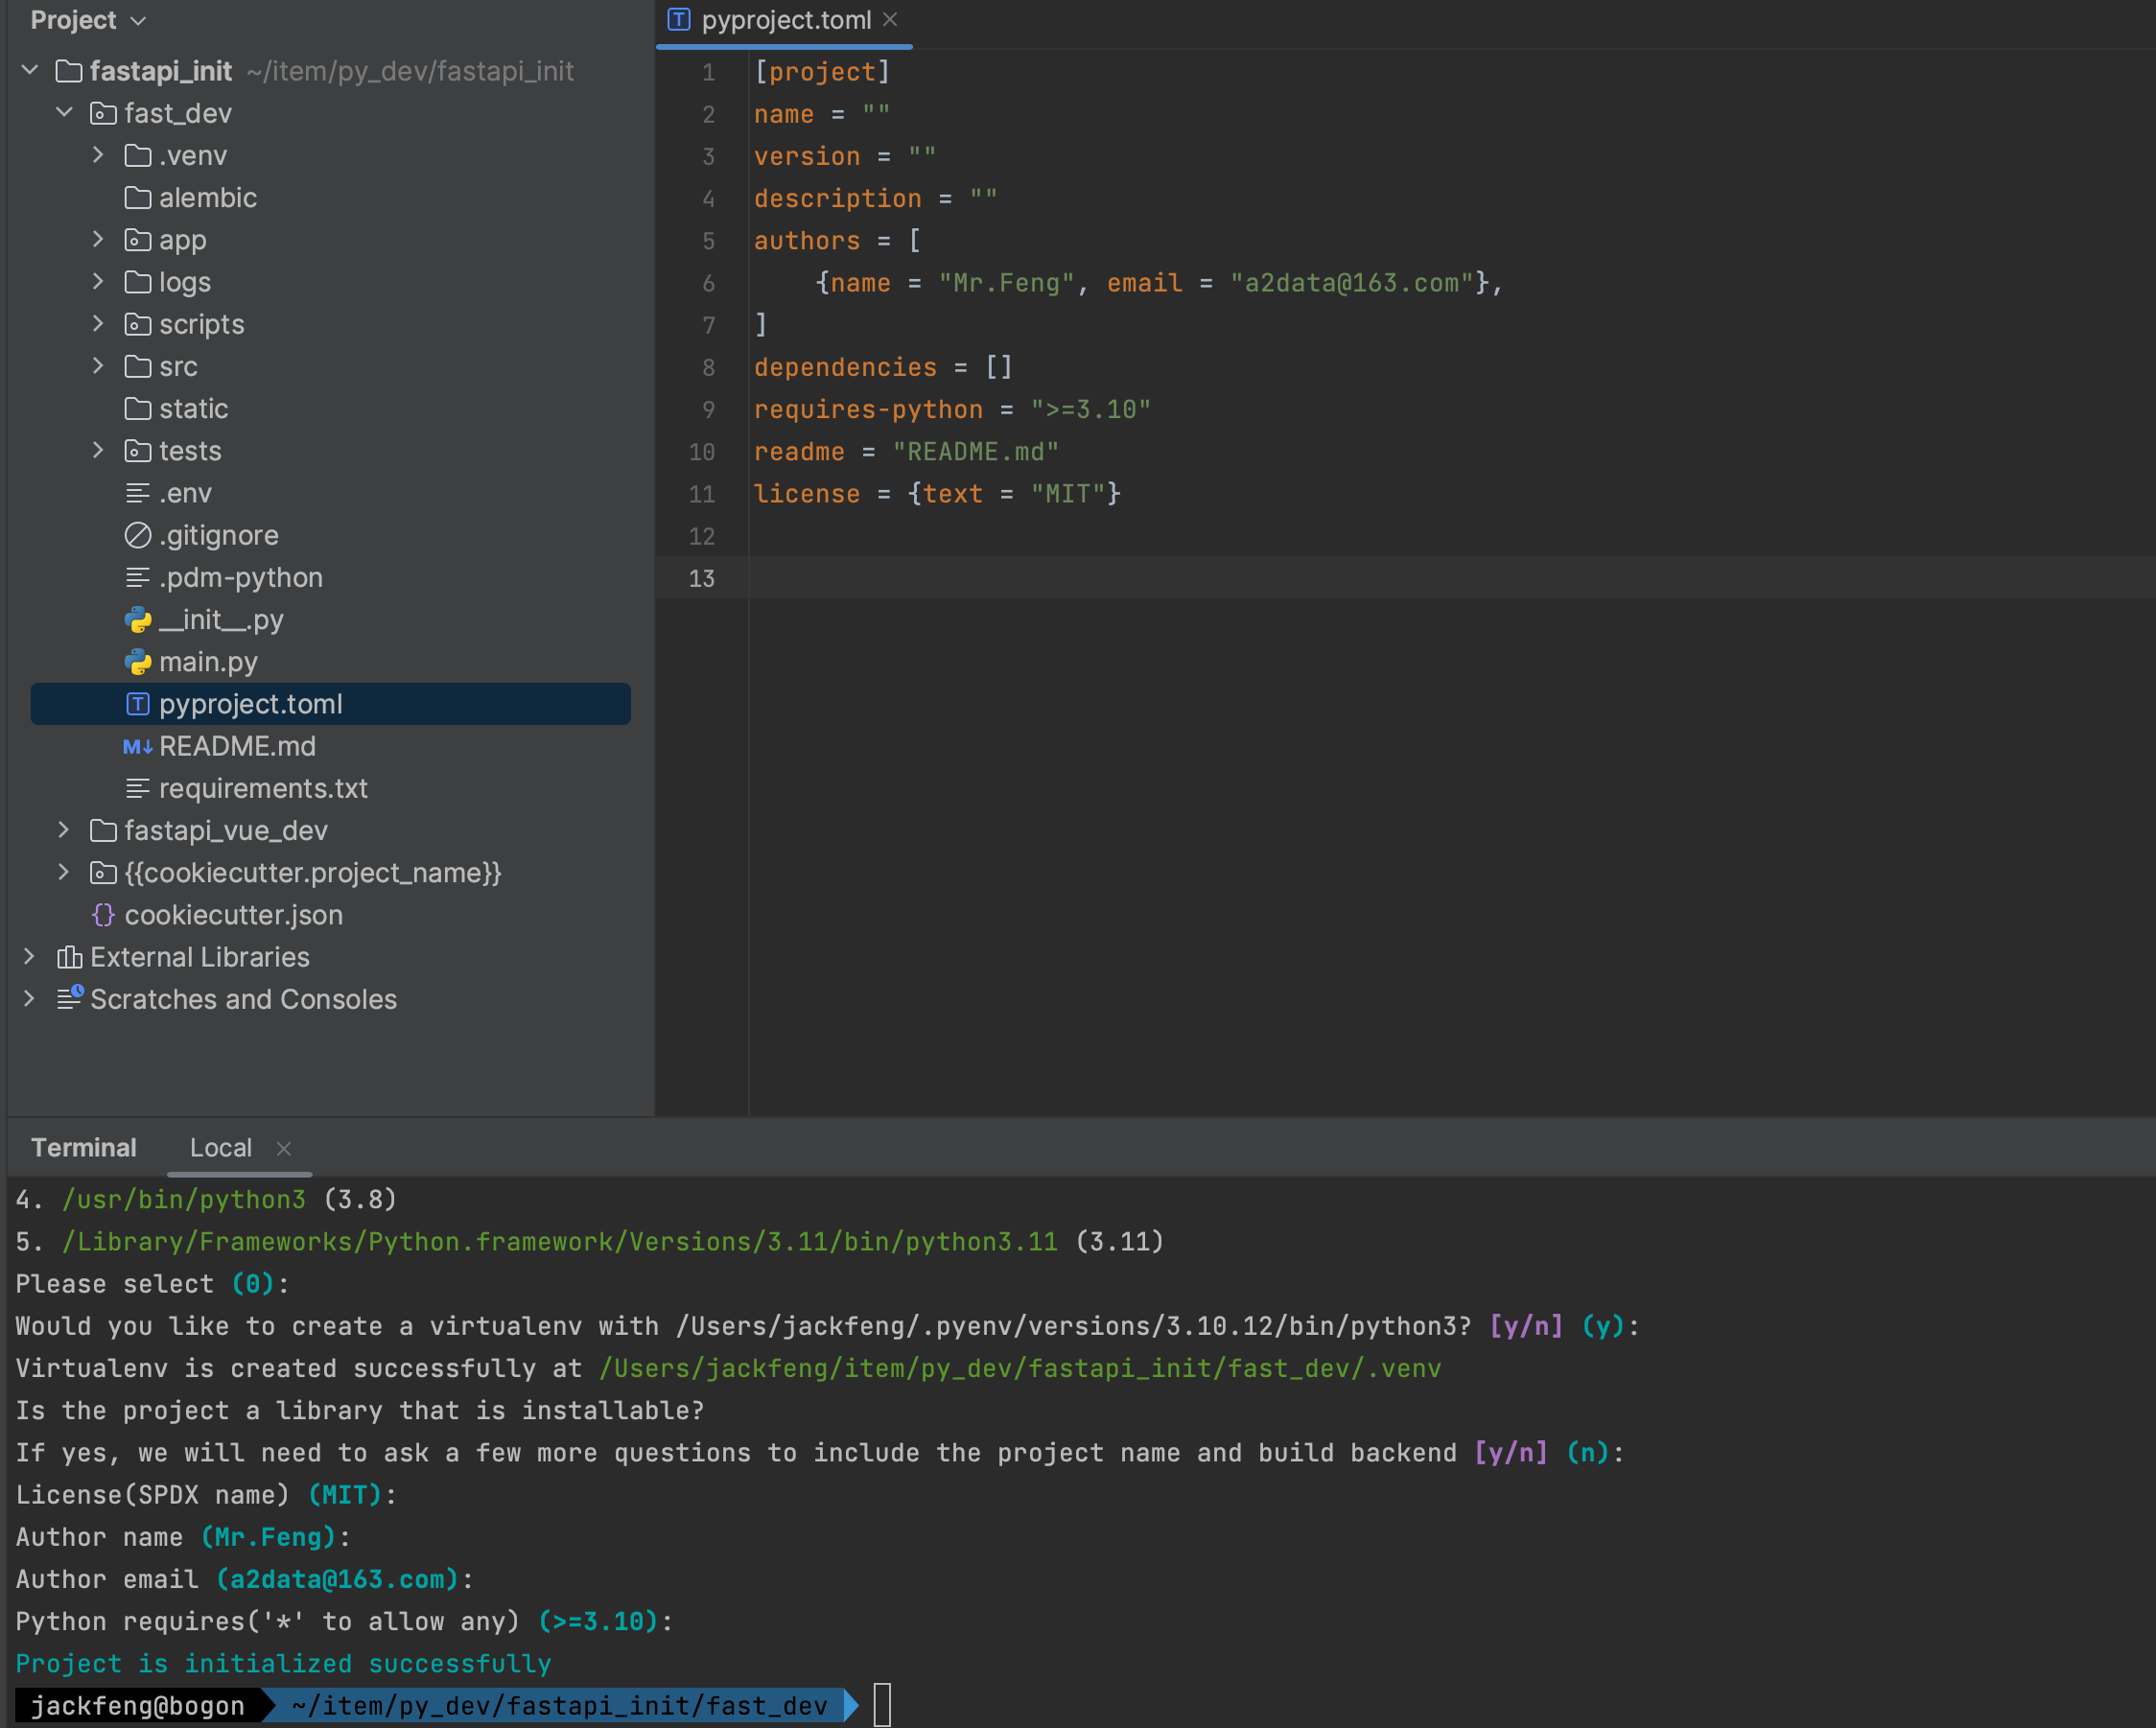 Project
fastapi_init ~/item/py_dev/fastapi_init
fast_dev
.venv
alembic
app
logs
scripts
src
static
tests
.env
.gitignore
.pdm-python
__init__.py
main.py
pyproject.toml
README.md
requirements.txt
fastapi_vue_dev
{{cookiecutter.project_name}}
cookiecutter.json
External Libraries
Scratches and Consoles
pyproject.toml
1 [project]
2 name = ""
3 version = ""
4 description = ""
5 authors = [
6     {name = "Mr.Feng", email = "a2data@163.com"},
7 ]
8 dependencies = []
9 requires-python = ">=3.10"
10 readme = "README.md"
11 license = {text = "MIT"}
12
13
Terminal Local
4. /usr/bin/python3 (3.8)
5. /Library/Frameworks/Python.framework/Versions/3.11/bin/python3.11 (3.11)
Please select (0):
Would you like to create a virtualenv with /Users/jackfeng/.pyenv/versions/3.10.12/bin/python3? [y/n] (y):
Virtualenv is created successfully at /Users/jackfeng/item/py_dev/fastapi_init/fast_dev/.venv
Is the project a library that is installable?
If yes, we will need to ask a few more questions to include the project name and build backend [y/n] (n):
License(SPDX name) (MIT):
Author name (Mr.Feng):
Author email (a2data@163.com):
Python requires('*' to allow any) (>=3.10):
Project is initialized successfully
jackfeng@bogon ~/item/py_dev/fastapi_init/fast_dev